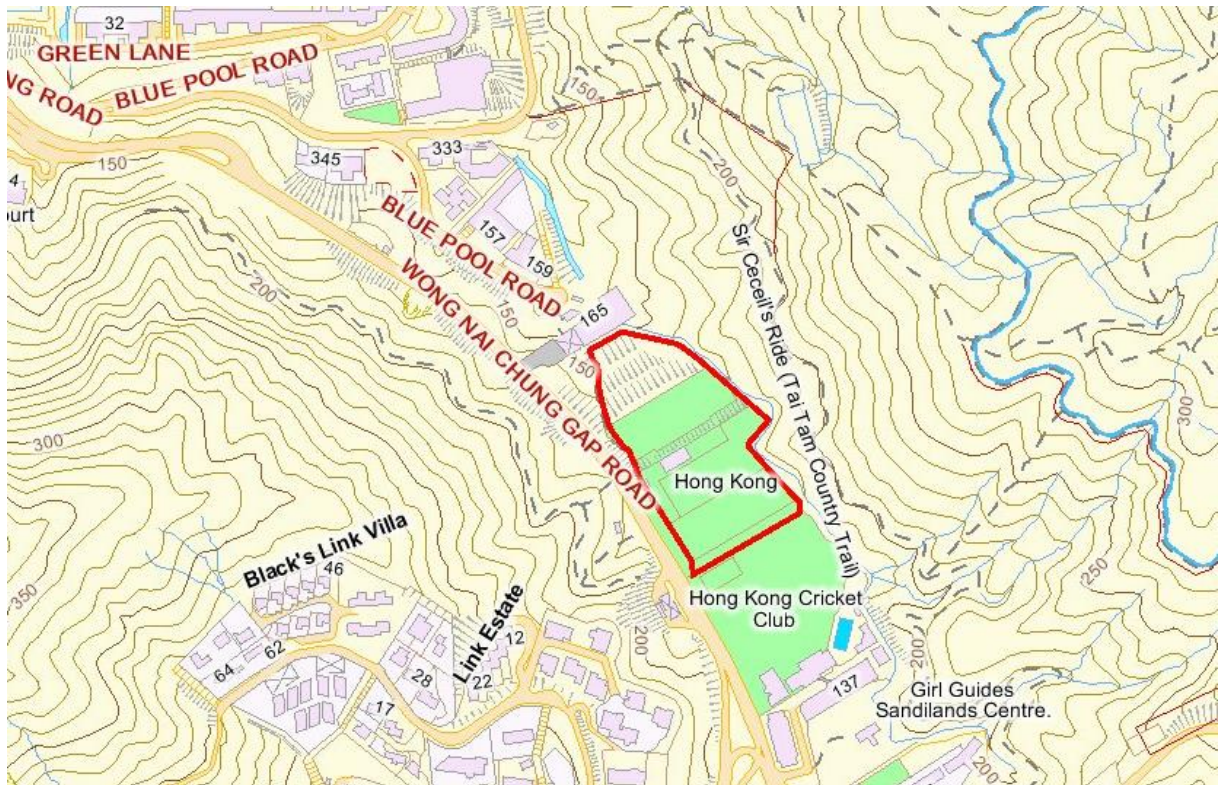 32
GREEN LANE
BLUE POOL ROAD
NG ROAD
150
150
345
333
4
ourt
200
BLUE POOL ROAD
157
159
WONG NAI CHUNG GAP ROAD
200
150
165
150
Sir Ceceil's Ride (Tai Tam Country Trail)
300
300
Hong Kong
Black's Link Villa
46
350
Hong Kong Cricket
Club
250
Link Estate
12
200
64
62
28
22
17
137
200
Girl Guides
Sandilands Centre.
200